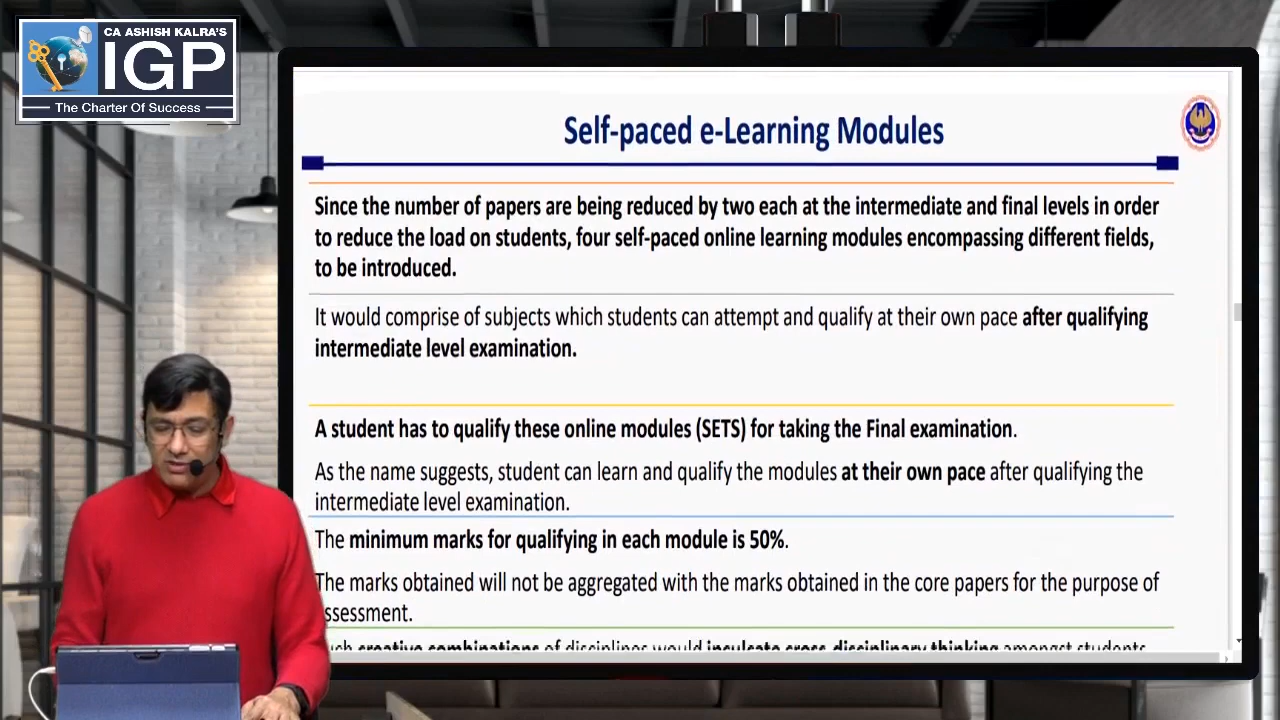 CA ASHISH KALRA'S
IGP
The Charter Of Success
Self-paced e-Learning Modules
Since the number of papers are being reduced by two each at the intermediate and final levels in order
to reduce the load on students, four self-paced online learning modules encompassing different fields,
to be introduced.
It would comprise of subjects which students can attempt and qualify at their own pace after qualifying
intermediate level examination.
A student has to qualify these online modules (SETS) for taking the Final examination.
As the name suggests, student can learn and qualify the modules at their own pace after qualifying the
intermediate level examination.
The minimum marks for qualifying in each module is 50%.
The marks obtained will not be aggregated with the marks obtained in the core papers for the purpose of
ssessment.
creative combinations of disciplines would inculcate cross-disciplinary thinking amongst students